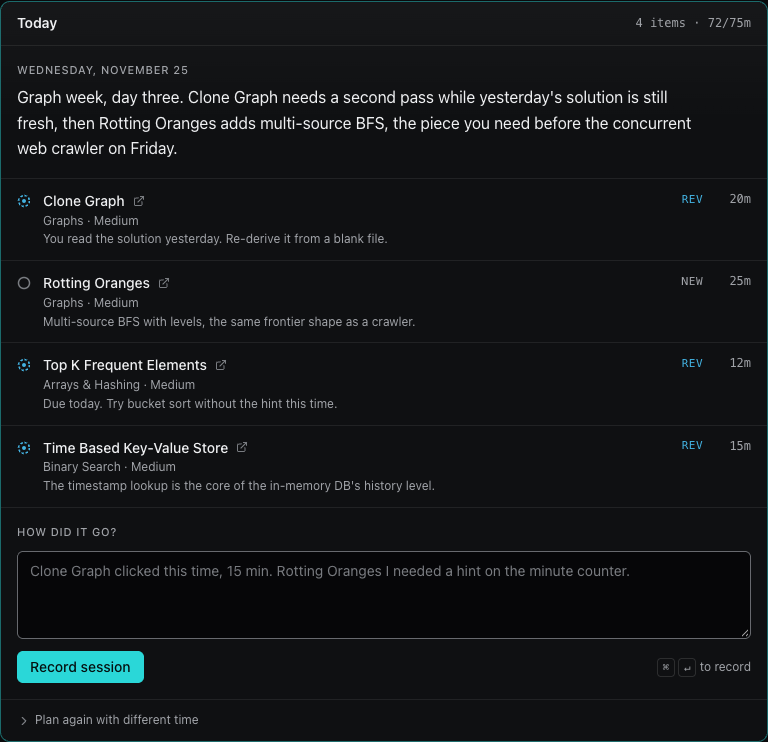 Today
4 items · 72/75m
WEDNESDAY, NOVEMBER 25
Graph week, day three. Clone Graph needs a second pass while yesterday's solution is still
fresh, then Rotting Oranges adds multi-source BFS, the piece you need before the concurrent
web crawler on Friday.
Clone Graph
REV 20m
Graphs · Medium
You read the solution yesterday. Re-derive it from a blank file.
Rotting Oranges
NEW 25m
Graphs · Medium
Multi-source BFS with levels, the same frontier shape as a crawler.
Top K Frequent Elements
REV 12m
Arrays & Hashing · Medium
Due today. Try bucket sort without the hint this time.
Time Based Key-Value Store
REV 15m
Binary Search · Medium
The timestamp lookup is the core of the in-memory DB's history level.
HOW DID IT GO?
Clone Graph clicked this time, 15 min. Rotting Oranges I needed a hint on the minute counter.
Record session
⌘ ↵ to record
Plan again with different time